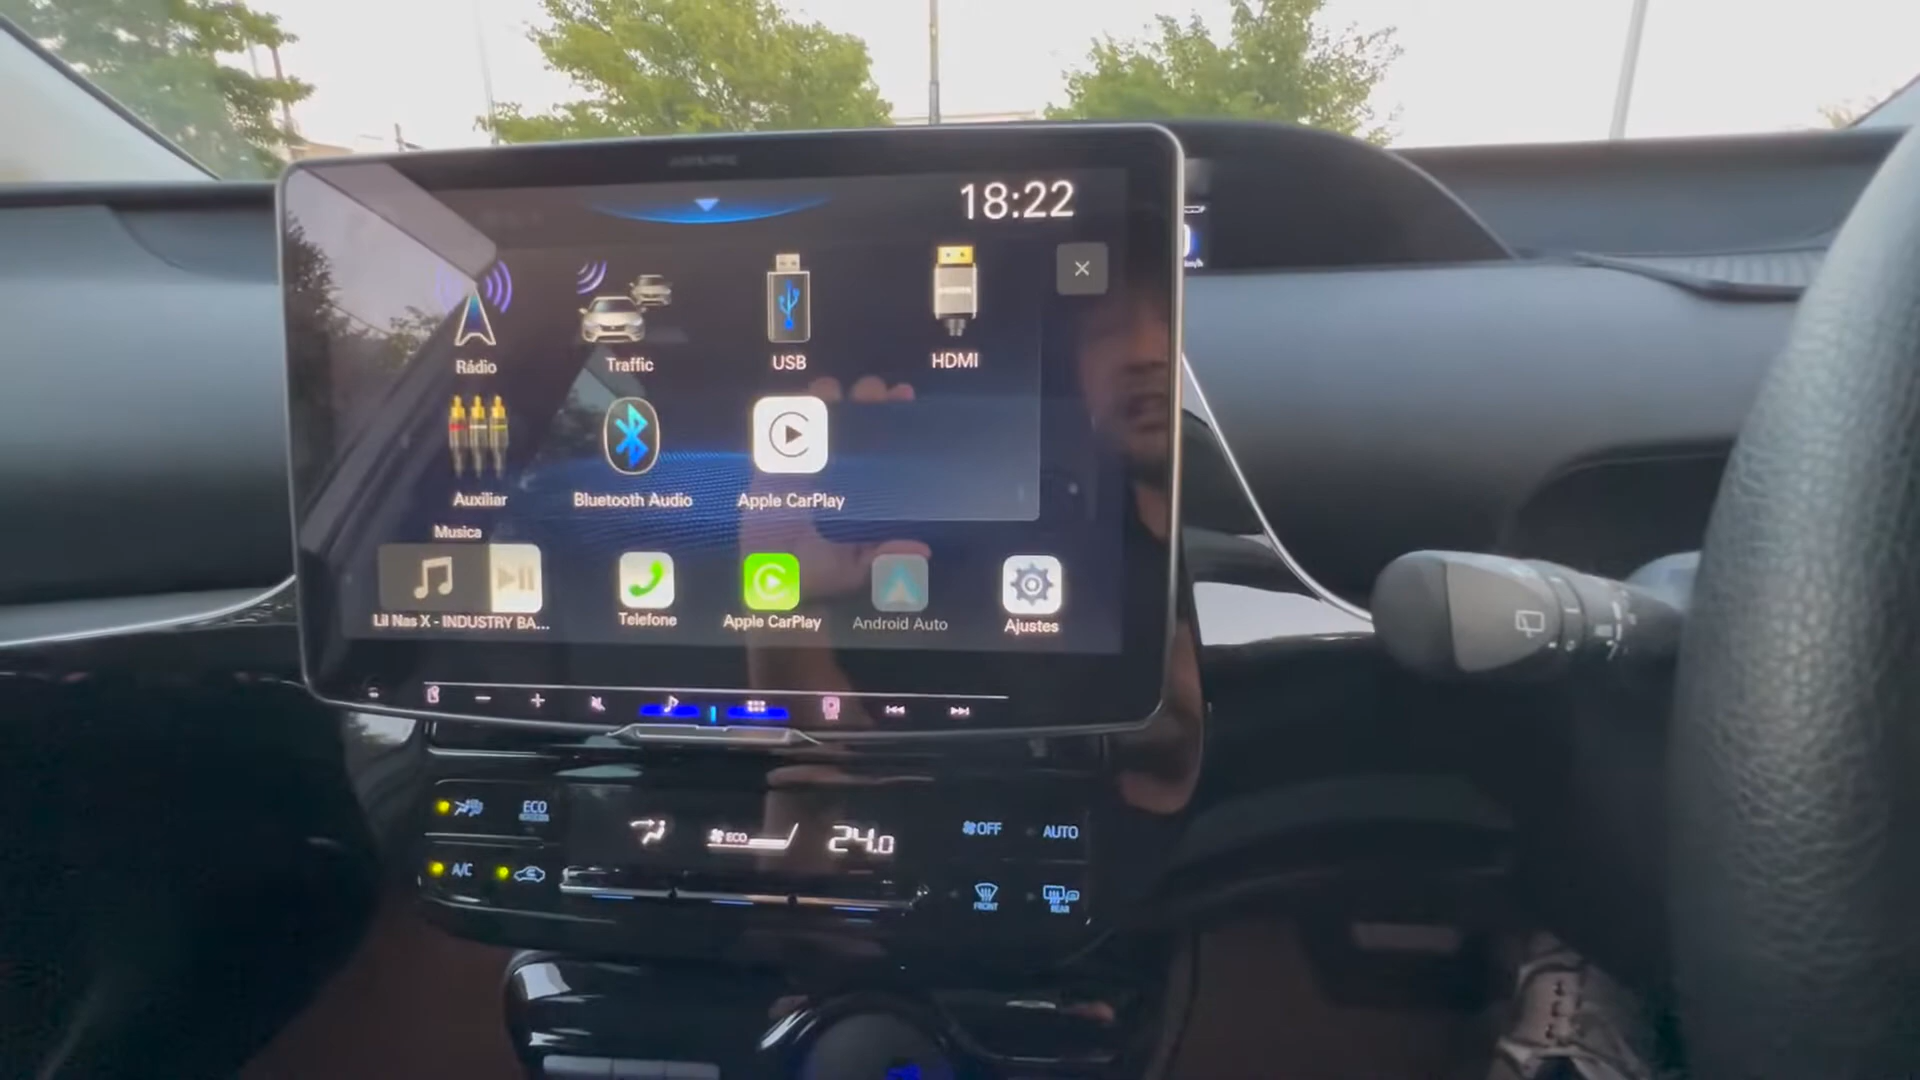 18:22
Rádio
Traffic
USB
HDMI
Auxiliar
Bluetooth Audio
Apple CarPlay
Musica
Lil Nas X - INDUSTRY BA...
Telefone
Apple CarPlay
Android Auto
Ajustes
ECO
ECO
24.0
OFF
AUTO
A/C
FRONT
REAR